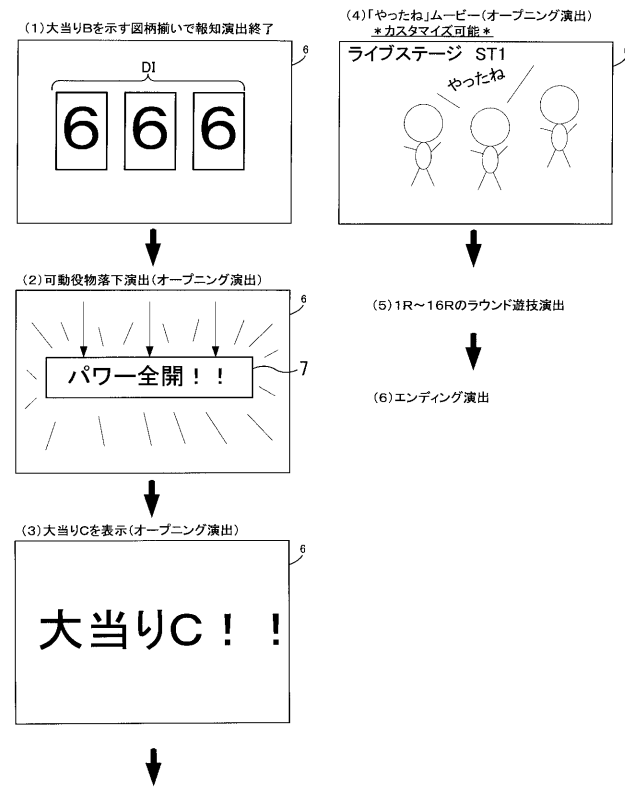 (1)大当りBを示す図柄揃いで報知演出終了
6
DI
6 6 6
(2)可動役物落下演出(オープニング演出)
6
パワー全開！！
7
(3)大当りCを表示(オープニング演出)
6
大当りC！！
(4)「やったね」ムービー(オープニング演出)
＊カスタマイズ可能＊
ライブステージ ST1
やったね
(5)1R～16Rのラウンド遊技演出
(6)エンディング演出